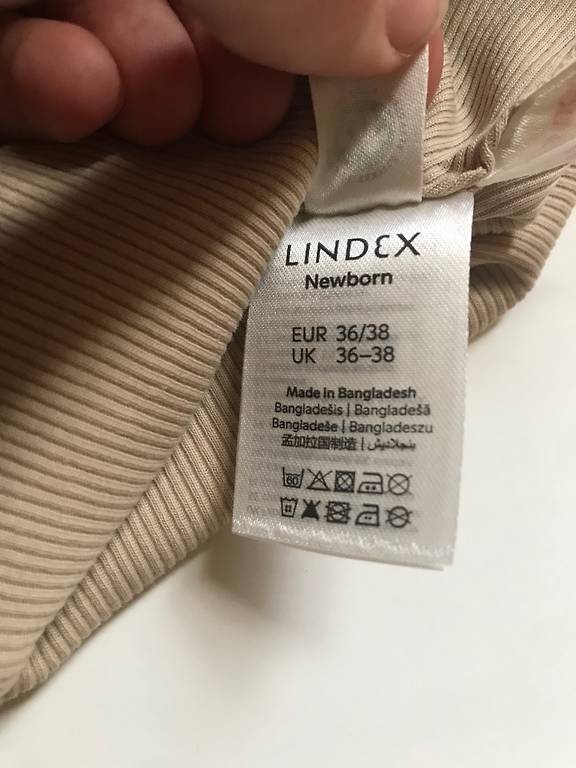 LINDEX
Newborn
EUR 36/38
UK 36–38
Made in Bangladesh
Bangladešis | Bangladešā
Bangladeše | Bangladeszu
孟加拉国制造 | بنجلاديش
60